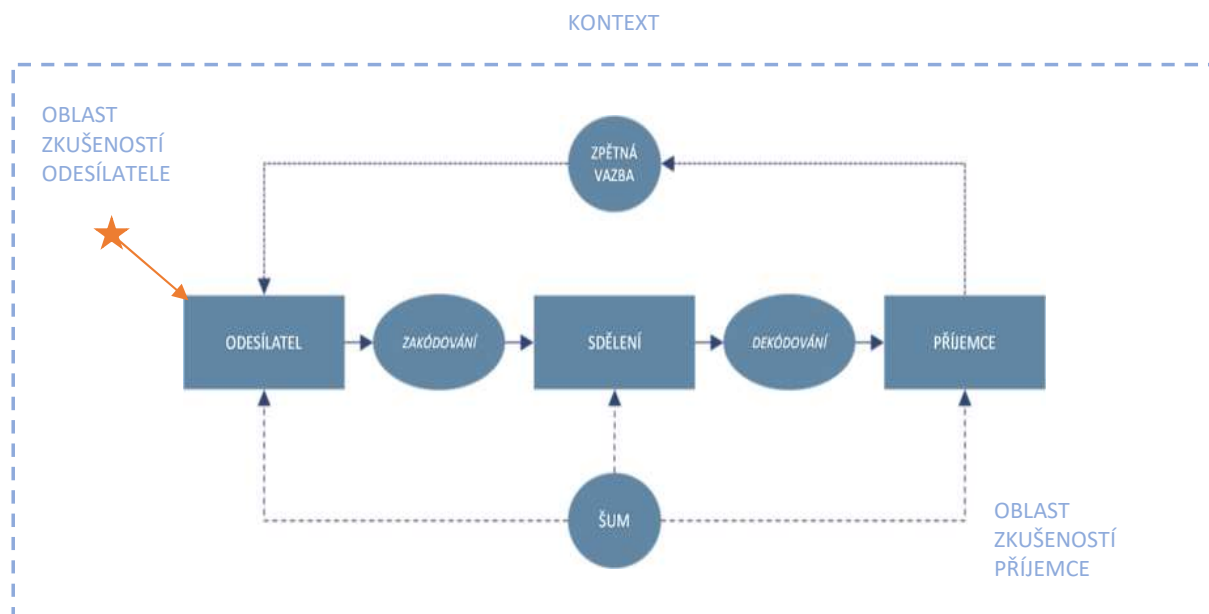 KONTEXT
OBLAST
ZKUŠENOSTÍ
ODESÍLATELE
ZPĚTNÁ
VAZBA
ODESÍLATEL
ZAKÓDOVÁNÍ
SDĚLENÍ
DEKÓDOVÁNÍ
PŘÍJEMCE
ŠUM
OBLAST
ZKUŠENOSTÍ
PŘÍJEMCE